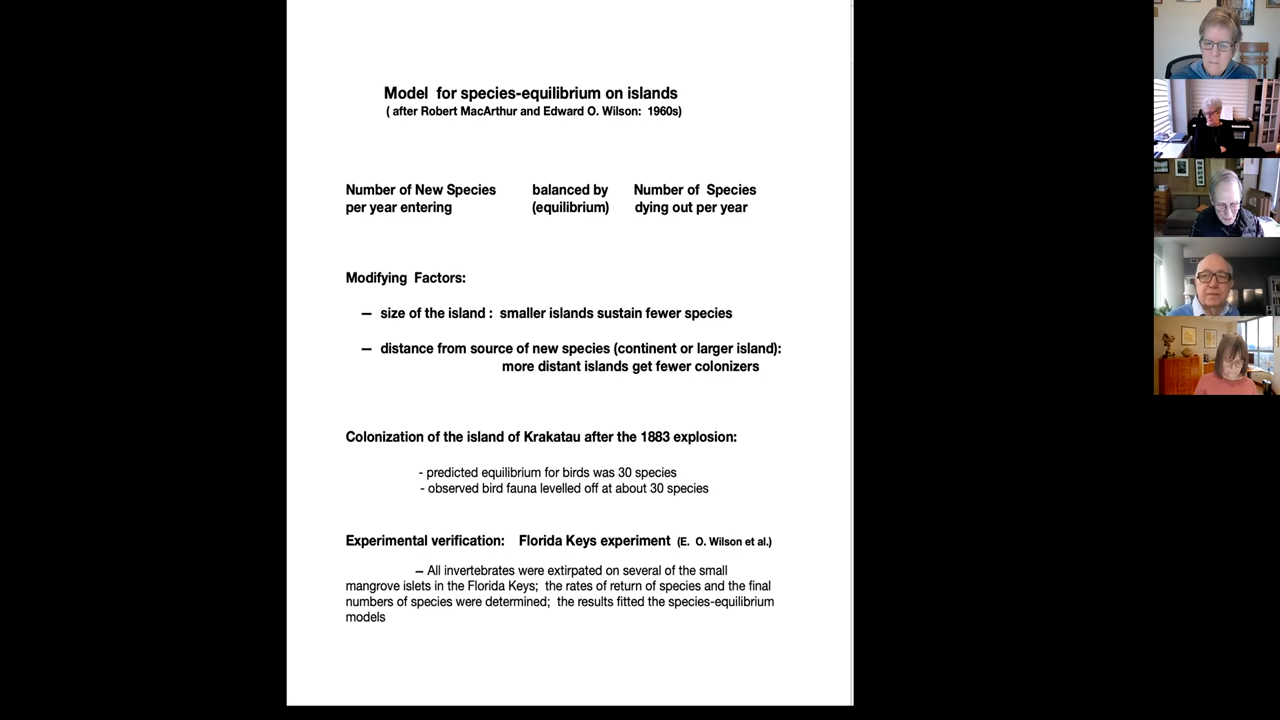 Model for species-equilibrium on islands
( after Robert MacArthur and Edward O. Wilson: 1960s)
Number of New Species balanced by Number of Species
per year entering (equilibrium) dying out per year
Modifying Factors:
– size of the island : smaller islands sustain fewer species
– distance from source of new species (continent or larger island):
more distant islands get fewer colonizers
Colonization of the island of Krakatau after the 1883 explosion:
- predicted equilibrium for birds was 30 species
- observed bird fauna levelled off at about 30 species
Experimental verification: Florida Keys experiment (E. O. Wilson et al.)
– All invertebrates were extirpated on several of the small
mangrove islets in the Florida Keys; the rates of return of species and the final
numbers of species were determined; the results fitted the species-equilibrium
models